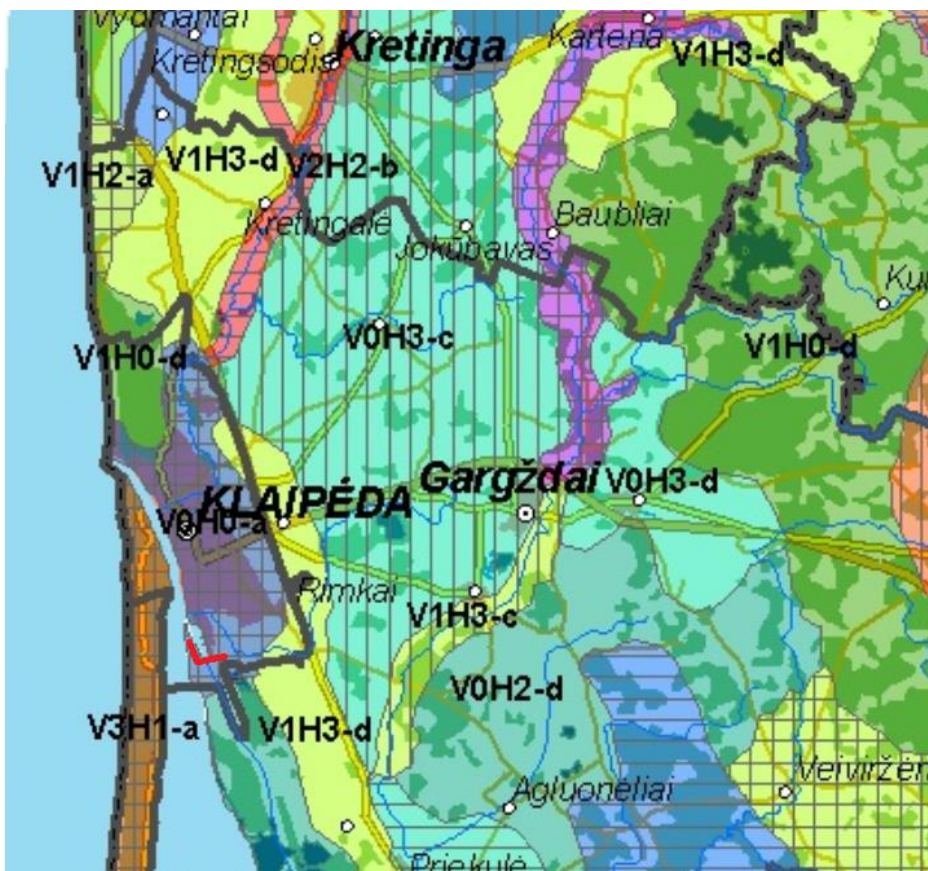 Vydmantai
Kretinga
Kartena
V1H3-d
Kretingsodis
V1H3-d
V2H2-b
V1H2-a
Kretingalė
Jokūbavas
Baubliai
V0H3-c
V1H0-d
V1H0-d
Gargždai
V0H3-d
KLAIPĖDA
V0H0-a
Rimkai
V1H3-c
V0H2-d
V3H1-a
V1H3-d
Agluonėliai
Priekulė